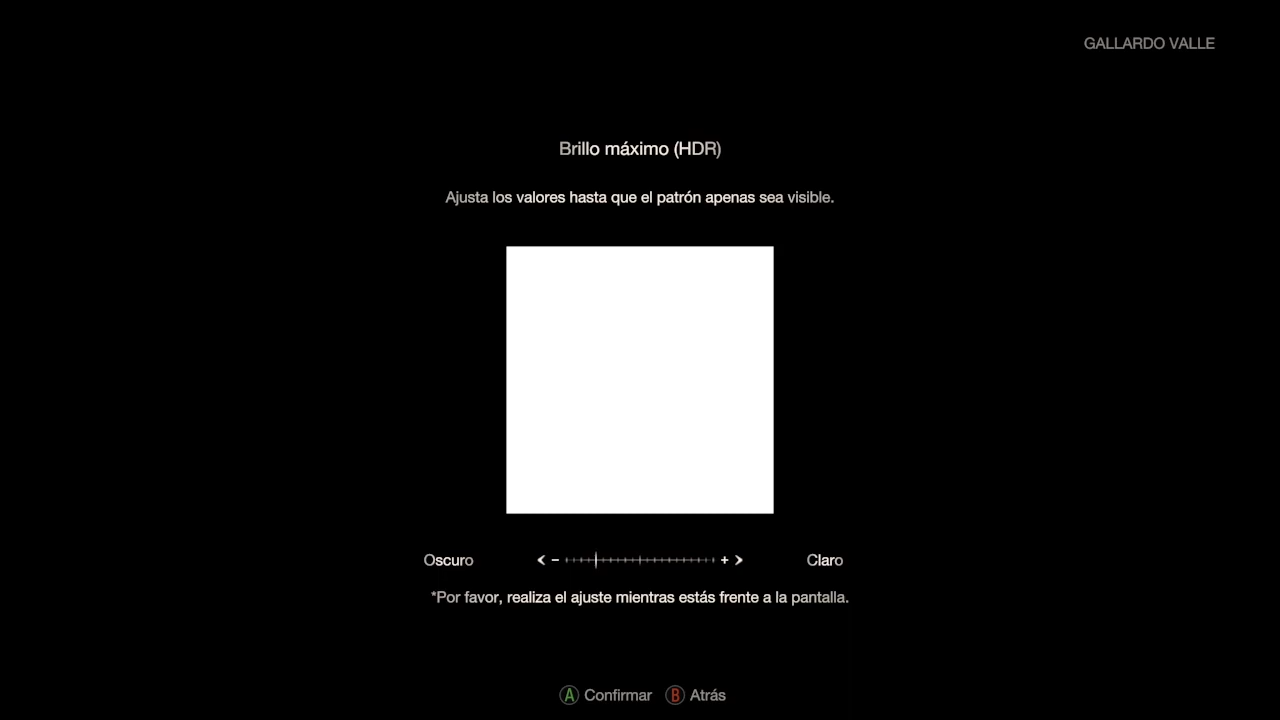 GALLARDO VALLE
Brillo máximo (HDR)
Ajusta los valores hasta que el patrón apenas sea visible.
Oscuro − + Claro
*Por favor, realiza el ajuste mientras estás frente a la pantalla.
A Confirmar B Atrás